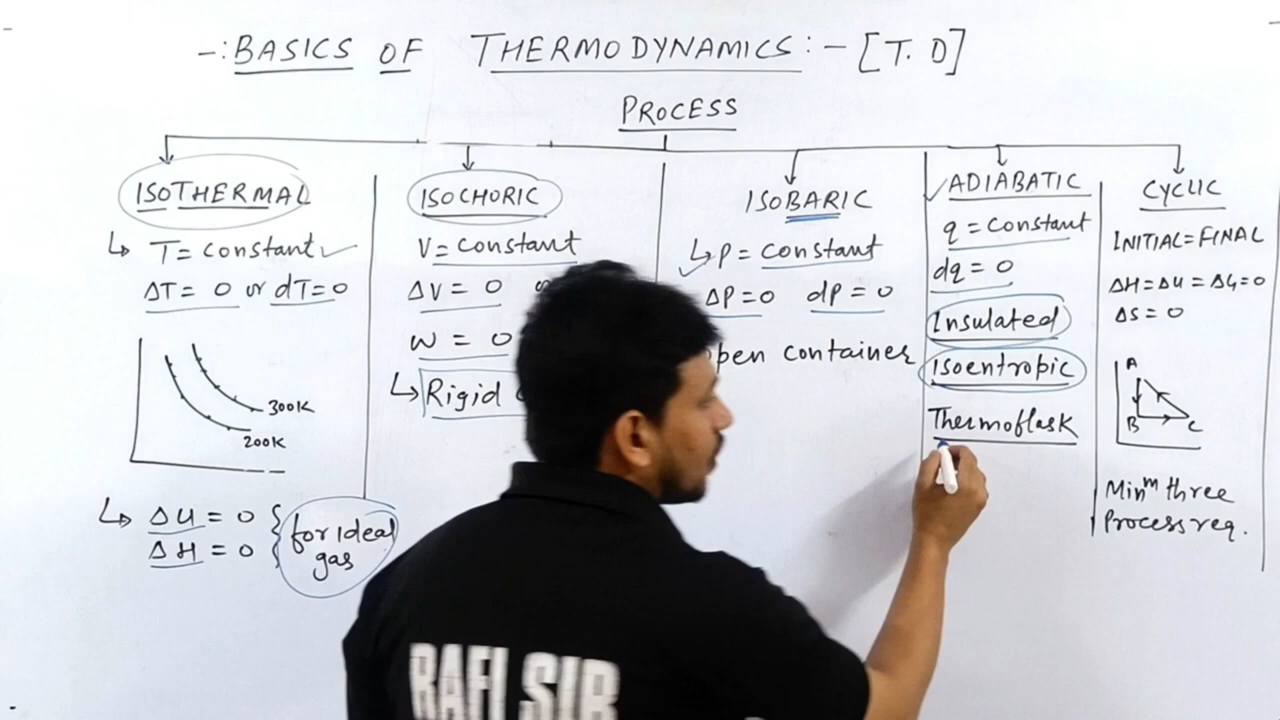 -: BASICS OF THERMODYNAMICS :- [T.D]
PROCESS
ISOTHERMAL
T = constant
ΔT = 0 or dT = 0
300K
200K
ΔU = 0
ΔH = 0
for ideal
gas
ISOCHORIC
V = constant
ΔV = 0
W = 0
Rigid
ISOBARIC
P = constant
ΔP = 0 dP = 0
pen container
ADIABATIC
q = constant
dq = 0
Insulated
Isoentropic
Thermoflask
CYCLIC
INITIAL = FINAL
ΔH = ΔU = ΔG = 0
ΔS = 0
A
B C
Minᵐ three
Process req.
RAFI SIR